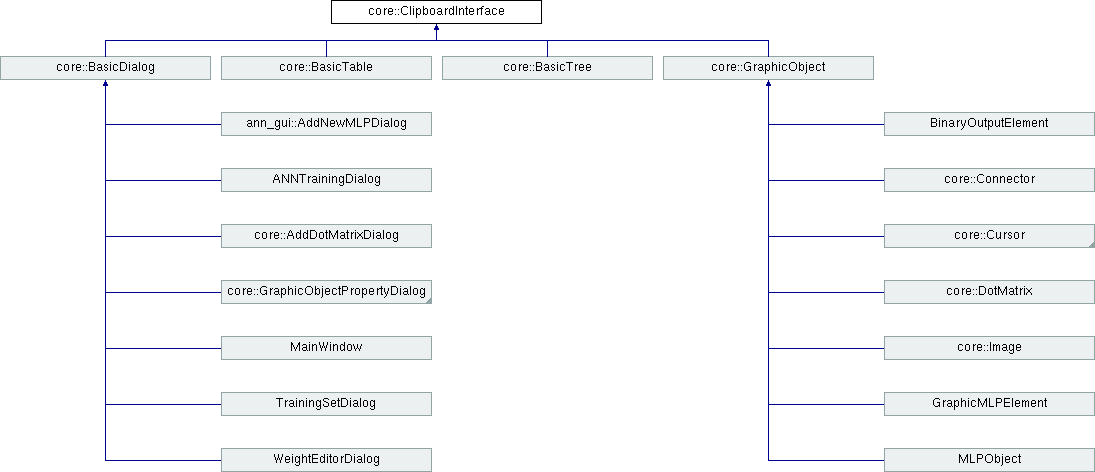 core::ClipboardInterface
core::BasicDialog
core::BasicTable
core::BasicTree
core::GraphicObject
ann_gui::AddNewMLPDialog
BinaryOutputElement
ANNTrainingDialog
core::Connector
core::AddDotMatrixDialog
core::Cursor
core::GraphicObjectPropertyDialog
core::DotMatrix
MainWindow
core::Image
TrainingSetDialog
GraphicMLPElement
WeightEditorDialog
MLPObject